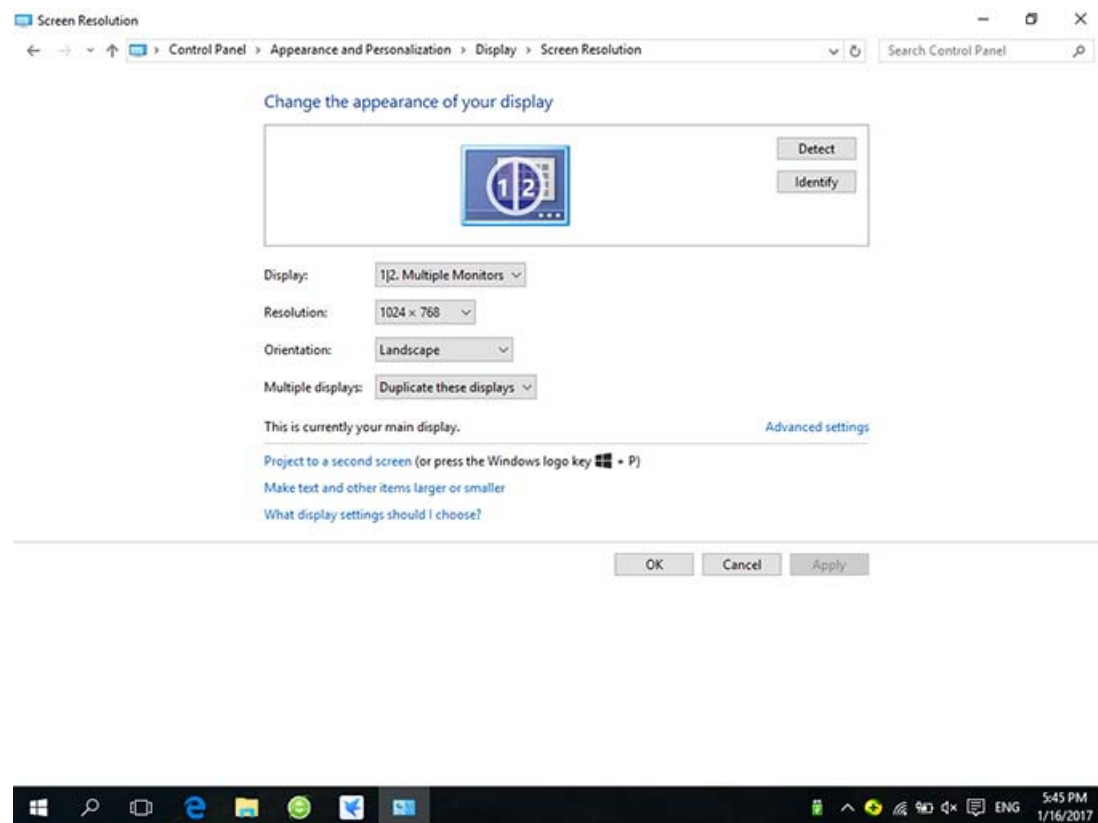 Screen Resolution
Control Panel > Appearance and Personalization > Display > Screen Resolution
Search Control Panel
Change the appearance of your display
1 2
Detect
Identify
Display: 1|2. Multiple Monitors
Resolution: 1024 × 768
Orientation: Landscape
Multiple displays: Duplicate these displays
This is currently your main display. Advanced settings
Project to a second screen (or press the Windows logo key + P)
Make text and other items larger or smaller
What display settings should I choose?
OK Cancel Apply
ENG
5:45 PM
1/16/2017